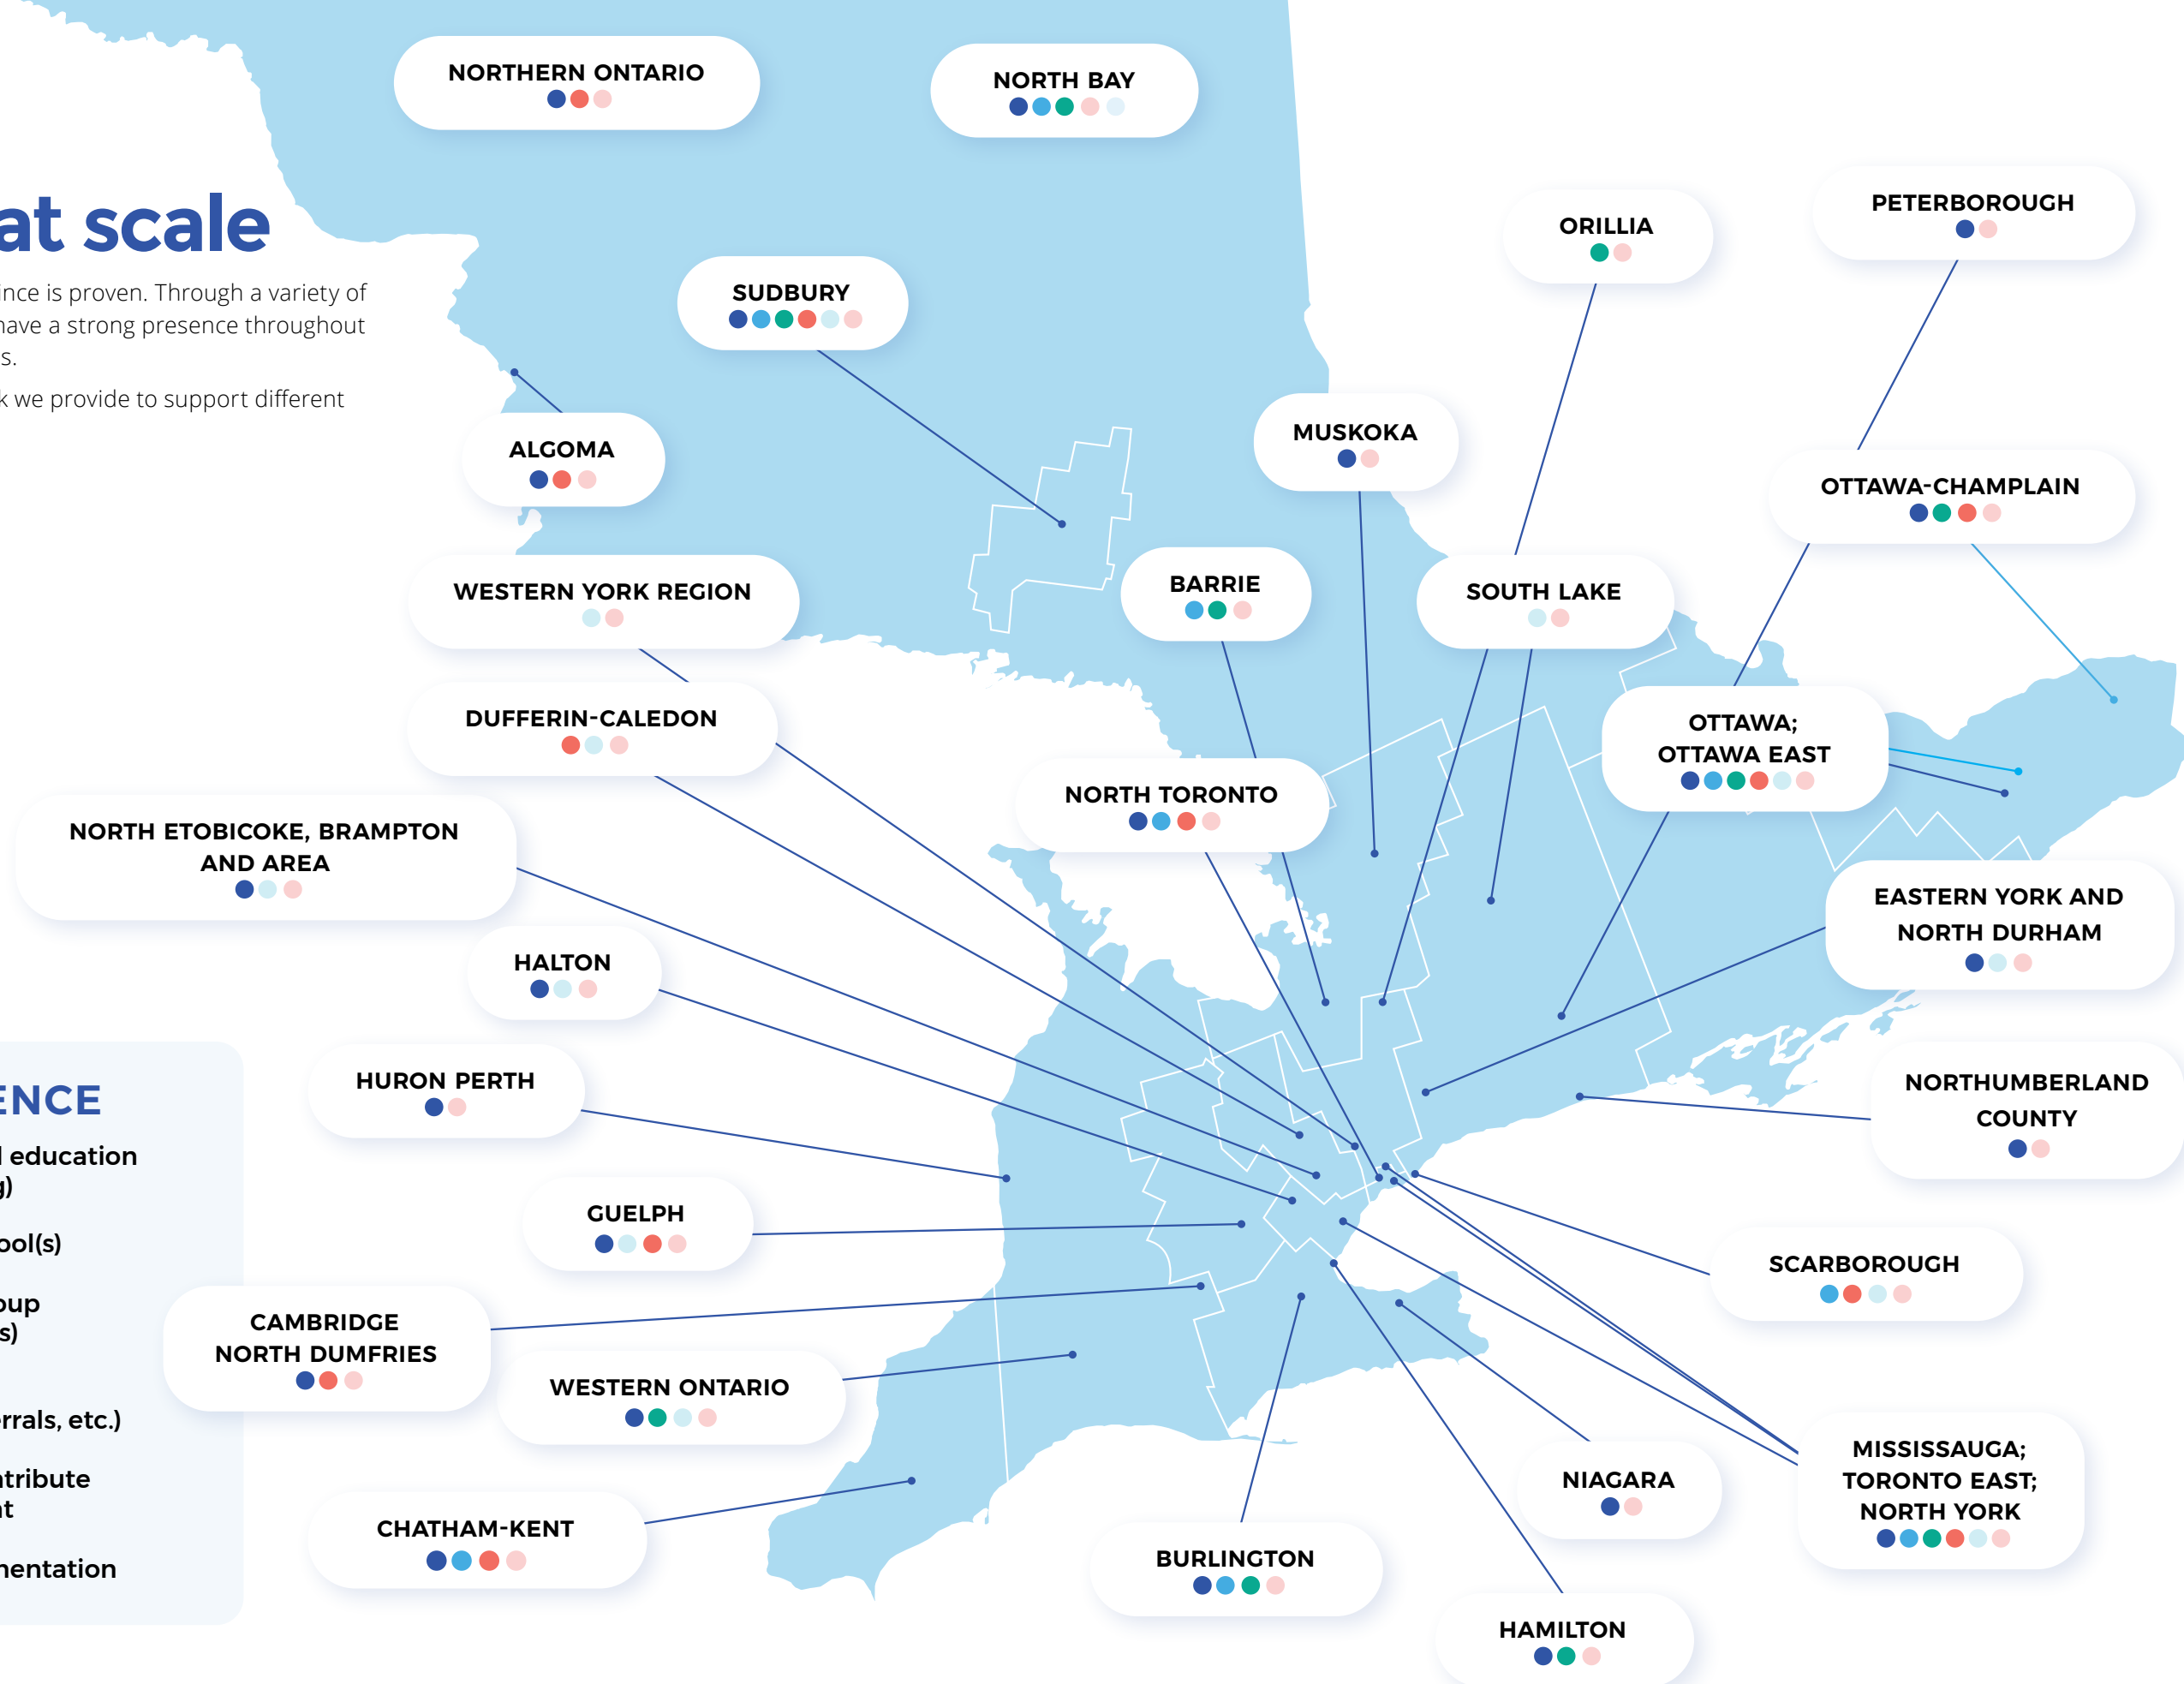 NORTHERN ONTARIO
NORTH BAY
at scale
ince is proven. Through a variety of
have a strong presence throughout
s.
k we provide to support different
PETERBOROUGH
ORILLIA
SUDBURY
MUSKOKA
ALGOMA
OTTAWA-CHAMPLAIN
WESTERN YORK REGION
BARRIE
SOUTH LAKE
DUFFERIN-CALEDON
OTTAWA;
OTTAWA EAST
NORTH TORONTO
NORTH ETOBICOKE, BRAMPTON
AND AREA
EASTERN YORK AND
NORTH DURHAM
HALTON
HURON PERTH
NORTHUMBERLAND
COUNTY
GUELPH
SCARBOROUGH
CAMBRIDGE
NORTH DUMFRIES
WESTERN ONTARIO
MISSISSAUGA;
TORONTO EAST;
NORTH YORK
NIAGARA
CHATHAM-KENT
BURLINGTON
HAMILTON
ENCE
l education
g)
ool(s)
oup
s)
errals, etc.)
ntribute
nt
mentation